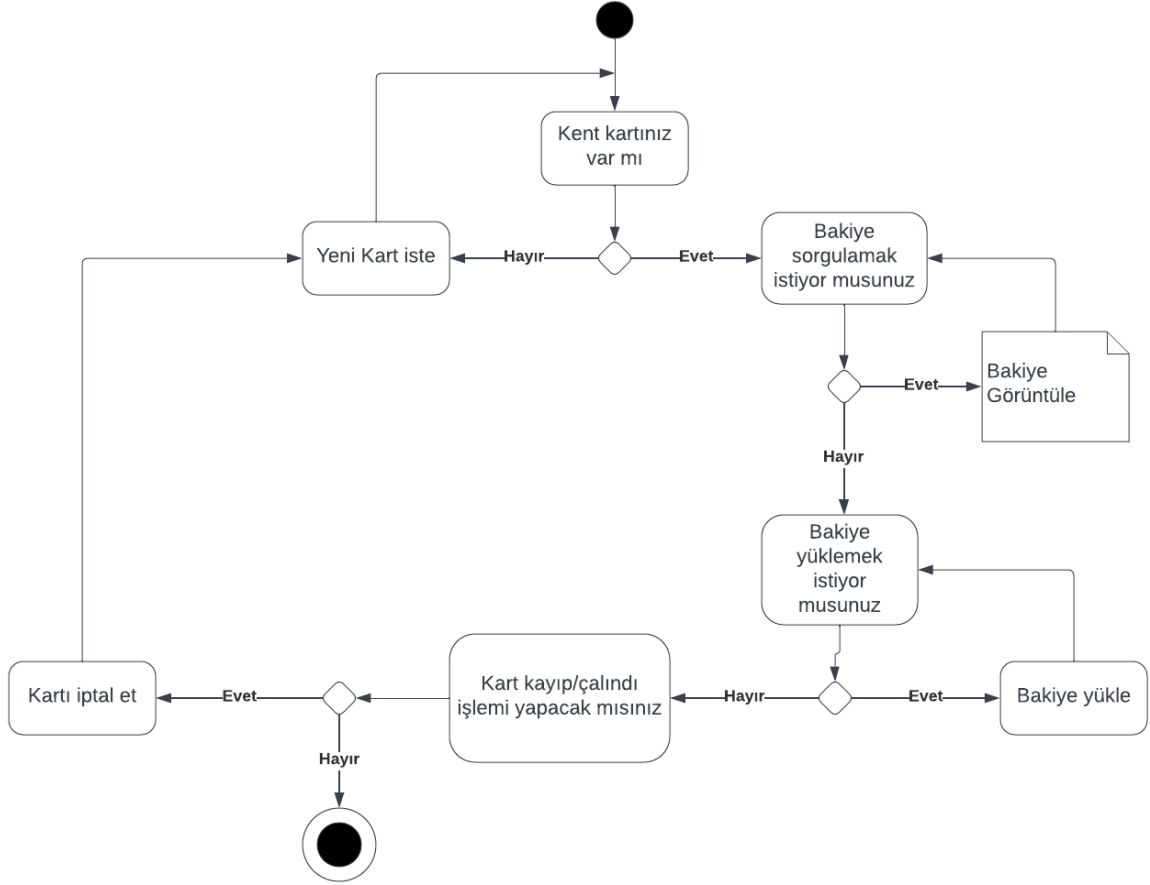 Kent kartınız
var mı
Yeni Kart iste
Hayır
Evet
Bakiye
sorgulamak
istiyor musunuz
Evet
Bakiye
Görüntüle
Hayır
Bakiye
yüklemek
istiyor
musunuz
Kartı iptal et
Evet
Kart kayıp/çalındı
işlemi yapacak mısınız
Hayır
Evet
Bakiye yükle
Hayır